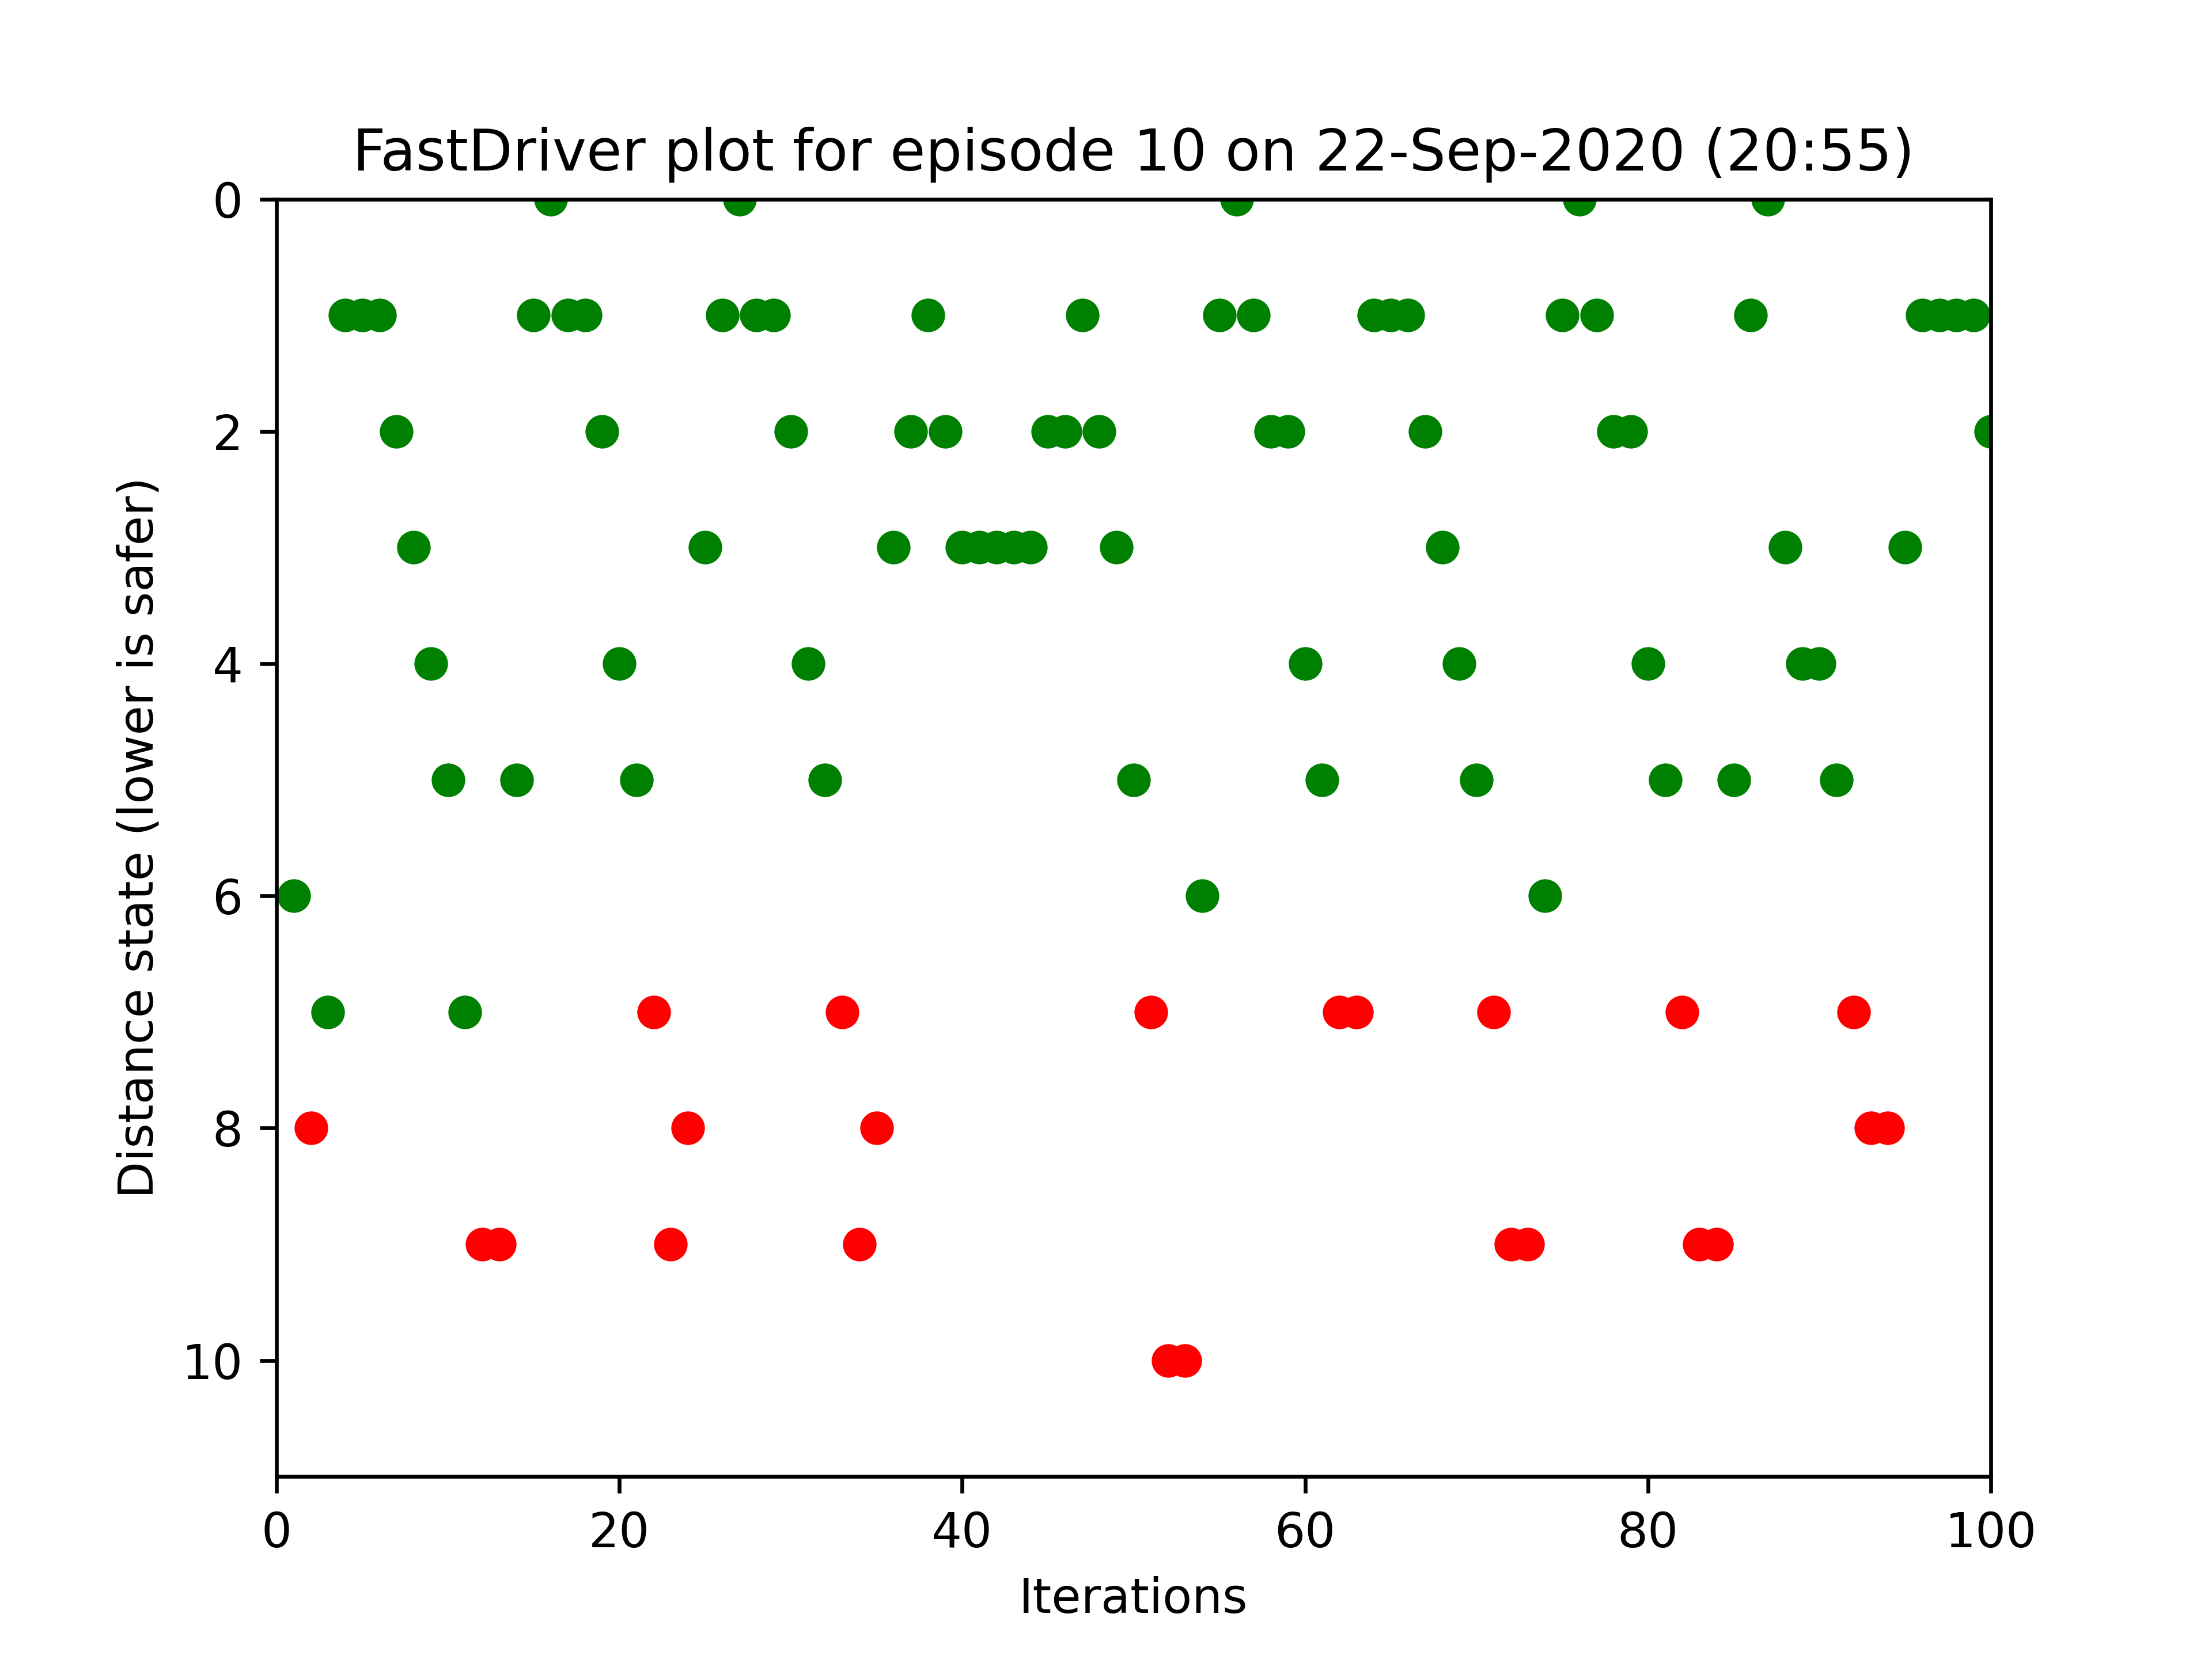 FastDriver plot for episode 10 on 22-Sep-2020 (20:55)
0
2
4
6
8
10
Distance state (lower is safer)
0 20 40 60 80 100
Iterations